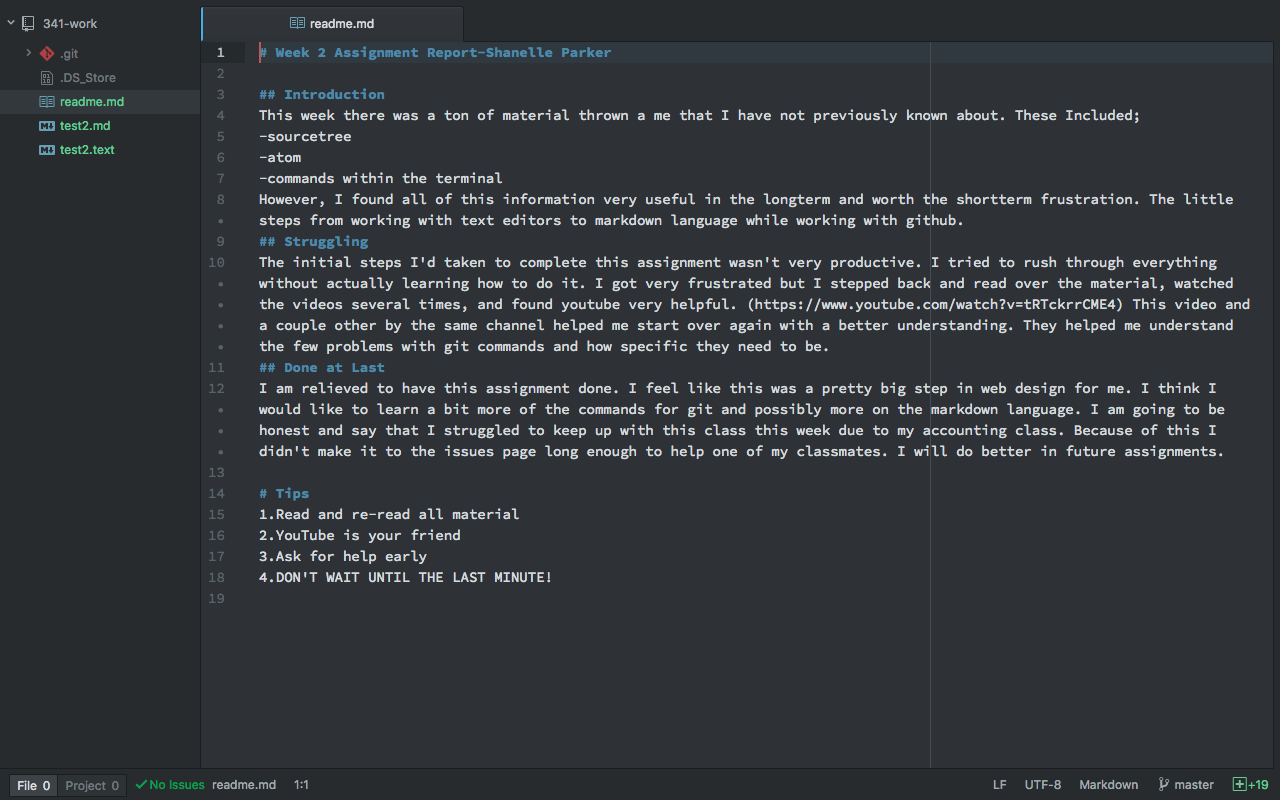 341-work
readme.md
.git
.DS_Store
readme.md
test2.md
test2.text
1 # Week 2 Assignment Report-Shanelle Parker
2
3 ## Introduction
4 This week there was a ton of material thrown a me that I have not previously known about. These Included;
5 -sourcetree
6 -atom
7 -commands within the terminal
8 However, I found all of this information very useful in the longterm and worth the shortterm frustration. The little
• steps from working with text editors to markdown language while working with github.
9 ## Struggling
10 The initial steps I'd taken to complete this assignment wasn't very productive. I tried to rush through everything
• without actually learning how to do it. I got very frustrated but I stepped back and read over the material, watched
• the videos several times, and found youtube very helpful. (https://www.youtube.com/watch?v=tRTckrrCME4) This video and
• a couple other by the same channel helped me start over again with a better understanding. They helped me understand
• the few problems with git commands and how specific they need to be.
11 ## Done at Last
12 I am relieved to have this assignment done. I feel like this was a pretty big step in web design for me. I think I
• would like to learn a bit more of the commands for git and possibly more on the markdown language. I am going to be
• honest and say that I struggled to keep up with this class this week due to my accounting class. Because of this I
• didn't make it to the issues page long enough to help one of my classmates. I will do better in future assignments.
13
14 # Tips
15 1.Read and re-read all material
16 2.YouTube is your friend
17 3.Ask for help early
18 4.DON'T WAIT UNTIL THE LAST MINUTE!
19
File 0 Project 0 No Issues readme.md 1:1 LF UTF-8 Markdown master +19